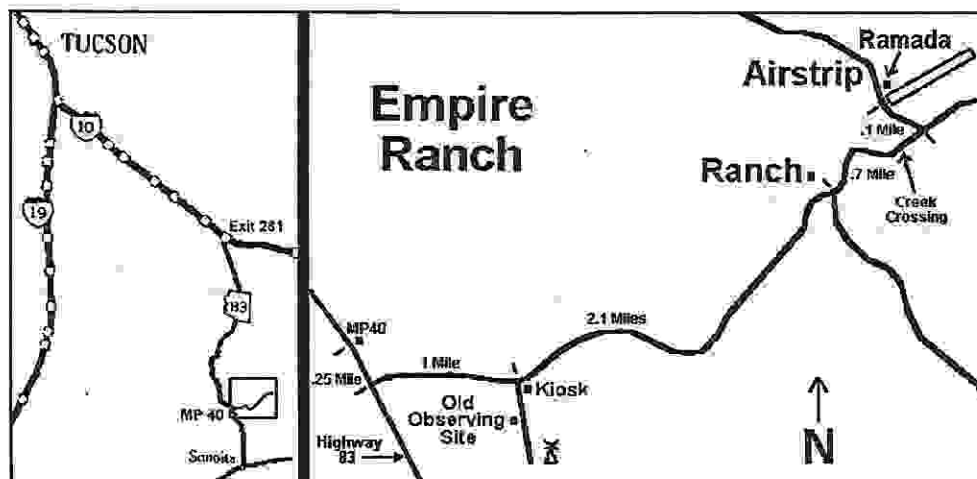 TUCSON
10
19
Exit 281
83
MP 40
Sonoita
Empire
Ranch
Ramada
Airstrip
.1 Mile
Ranch
.7 Mile
Creek
Crossing
MP40
2.1 Miles
1 Mile
.25 Mile
Kiosk
Old
Observing
Site
Highway
83
N